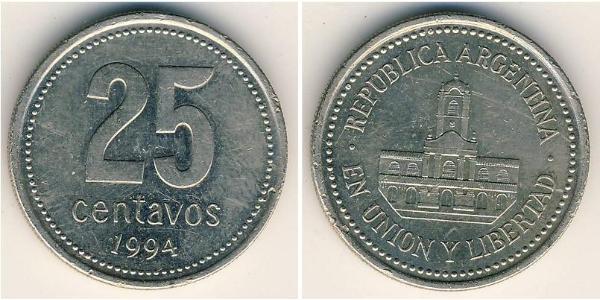 25
centavos
1994
· REPUBLICA ARGENTINA ·
EN UNION Y LIBERTAD